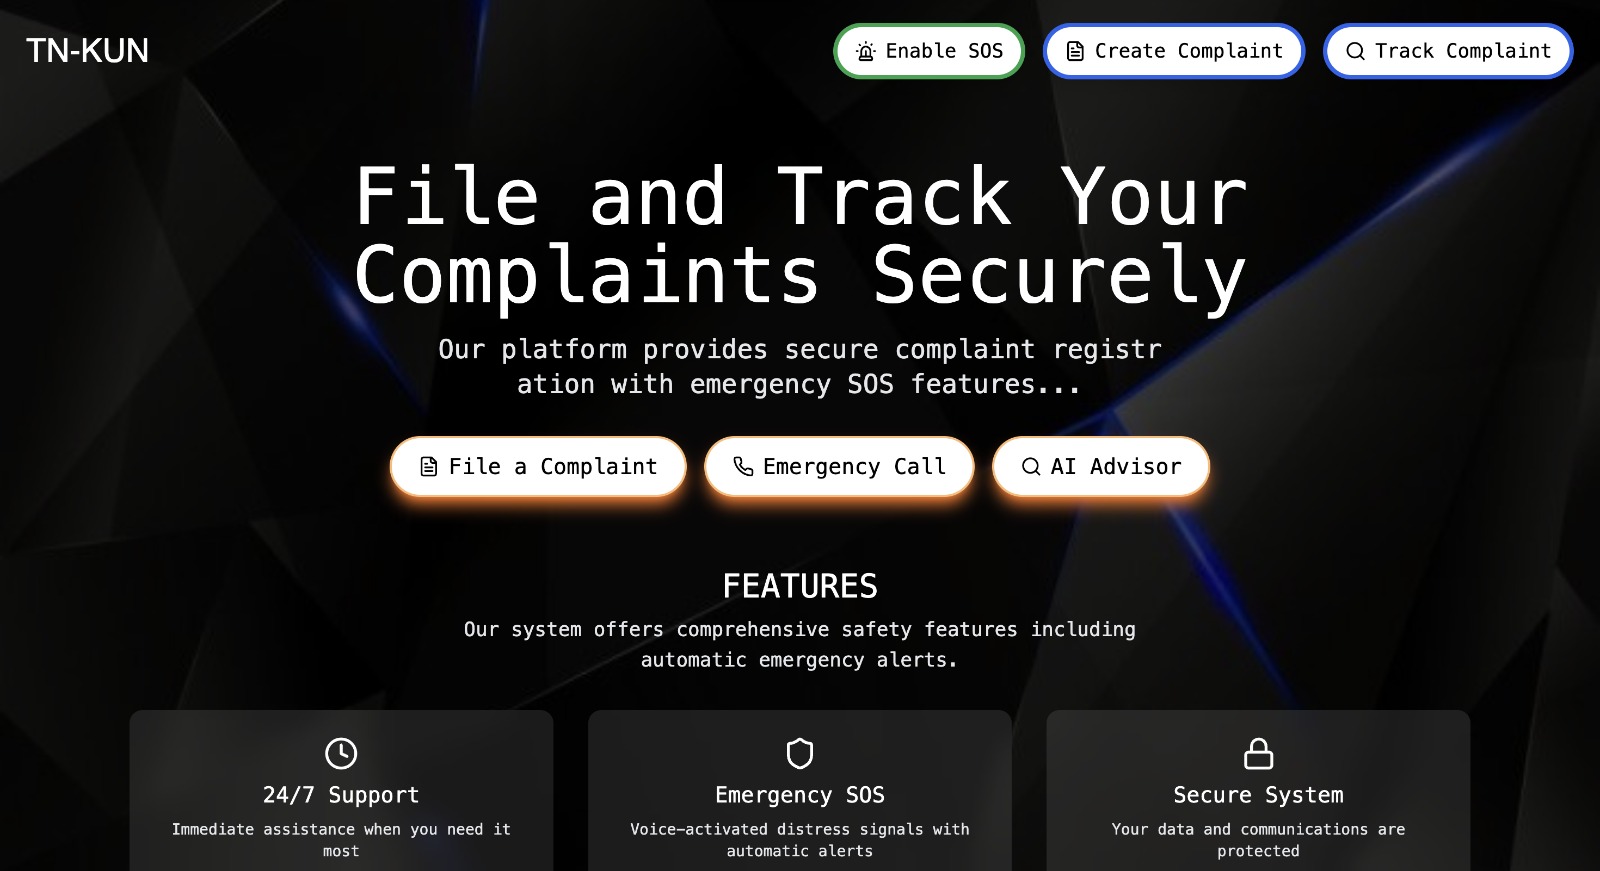 TN-KUN
Enable SOS
Create Complaint
Track Complaint
File and Track Your
Complaints Securely
Our platform provides secure complaint registr
ation with emergency SOS features...
File a Complaint
Emergency Call
AI Advisor
FEATURES
Our system offers comprehensive safety features including
automatic emergency alerts.
24/7 Support
Immediate assistance when you need it
most
Emergency SOS
Voice-activated distress signals with
automatic alerts
Secure System
Your data and communications are
protected